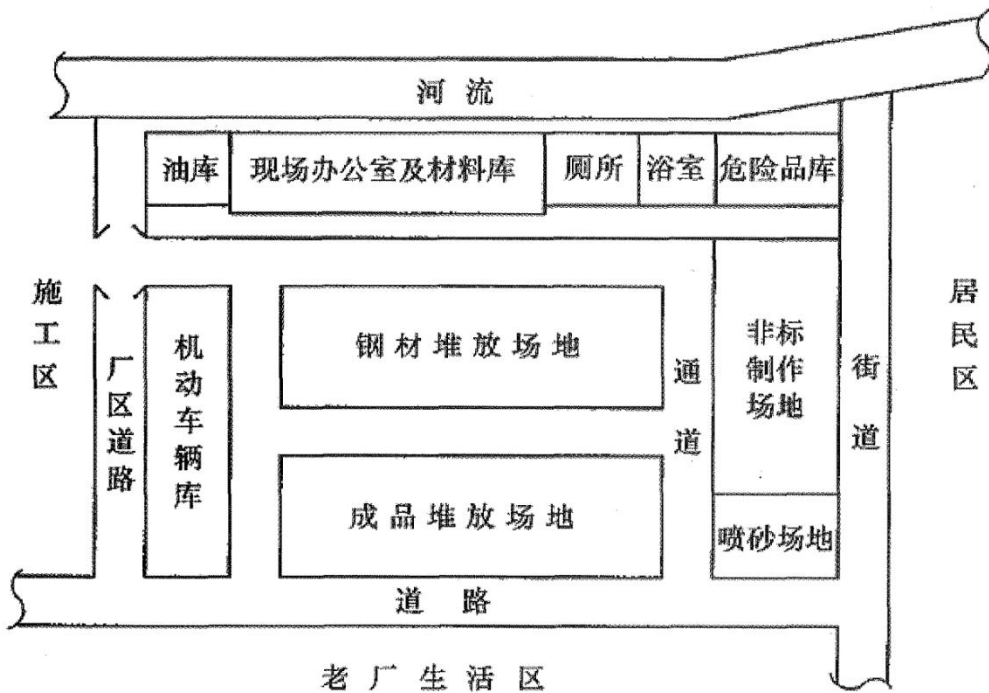 河流
油库
现场办公室及材料库
厕所
浴室
危险品库
施工区
厂区道路
机动车辆库
钢材堆放场地
通道
非标
制作
场地
街道
居民区
成品堆放场地
喷砂场地
道路
老厂生活区